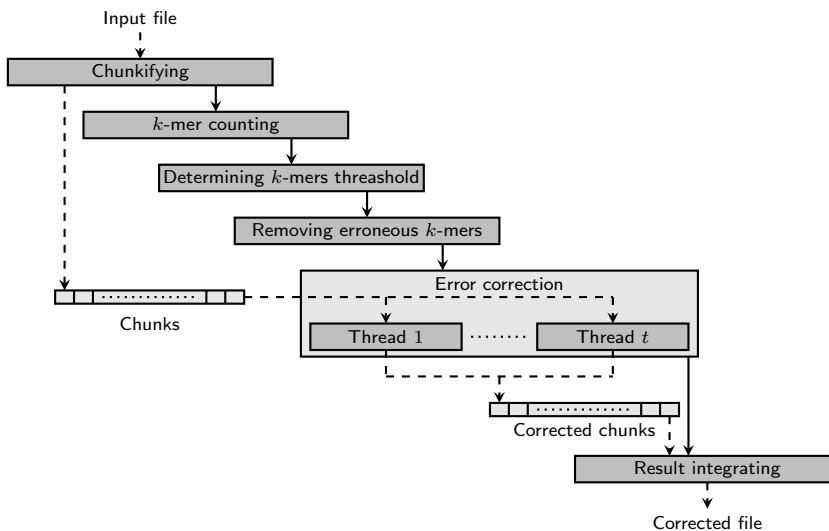 Input file
Chunkifying
k-mer counting
Determining k-mers threashold
Removing erroneous k-mers
Error correction
Chunks
Thread 1 ........ Thread t
Corrected chunks
Result integrating
Corrected file